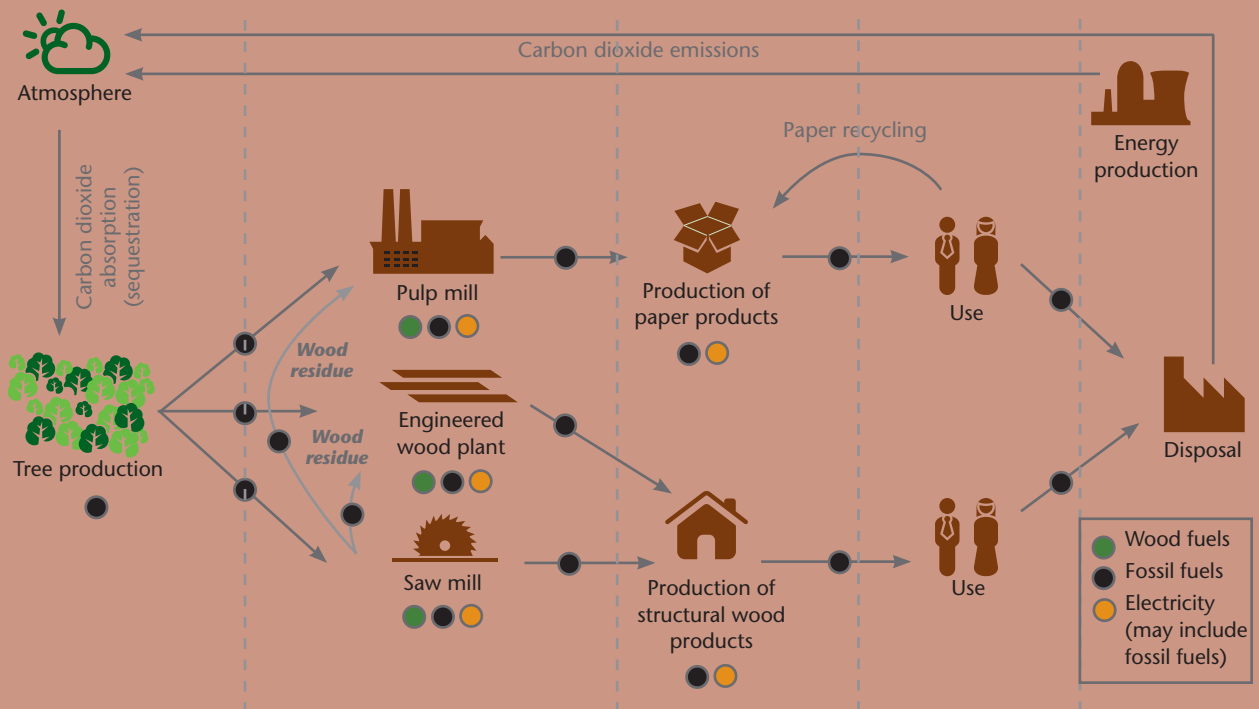 Carbon dioxide emissions
Atmosphere
Energy
production
Paper recycling
Carbon dioxide
absorption
(sequestration)
Pulp mill
Production of
paper products
Use
Wood
residue
Engineered
wood plant
Wood
residue
Tree production
Disposal
Saw mill
Production of
structural wood
products
Use
Wood fuels
Fossil fuels
Electricity
(may include
fossil fuels)